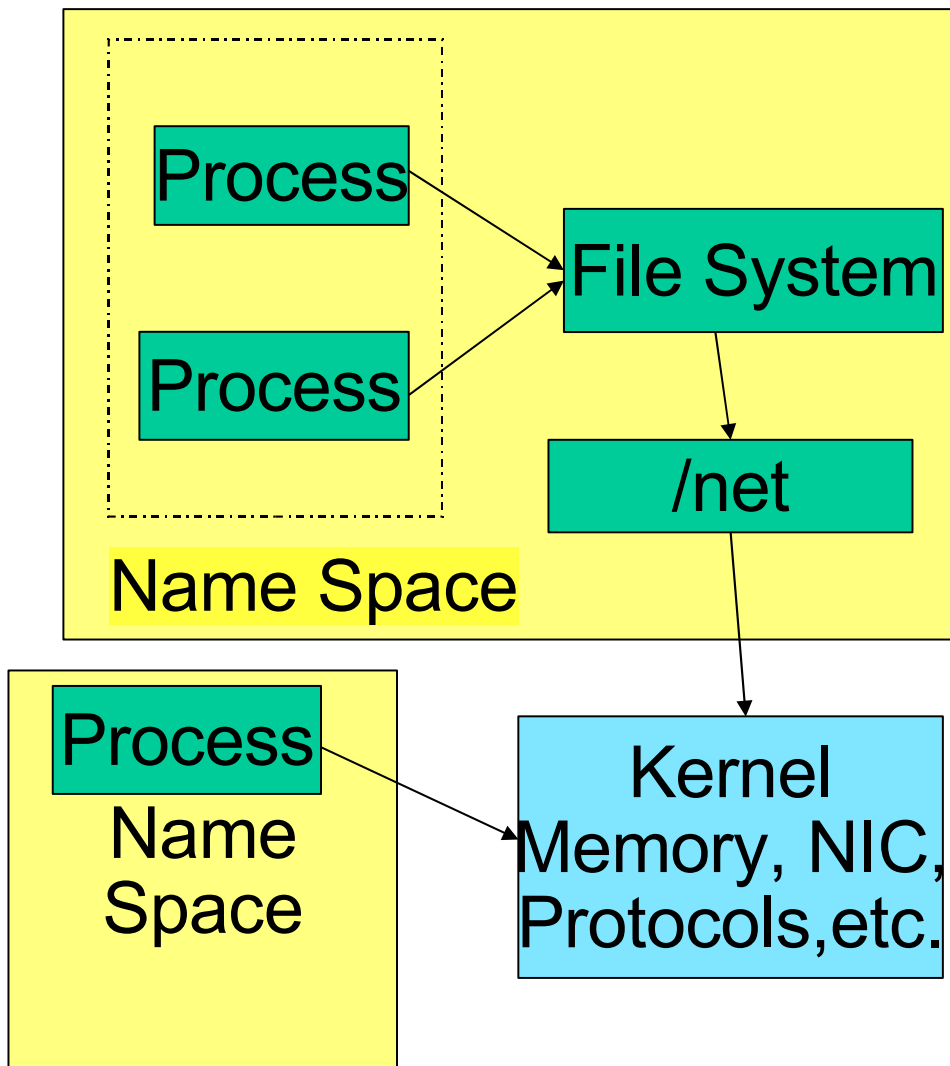 Process
File System
Process
/net
Name Space
Process
Name
Space
Kernel
Memory, NIC,
Protocols,etc.